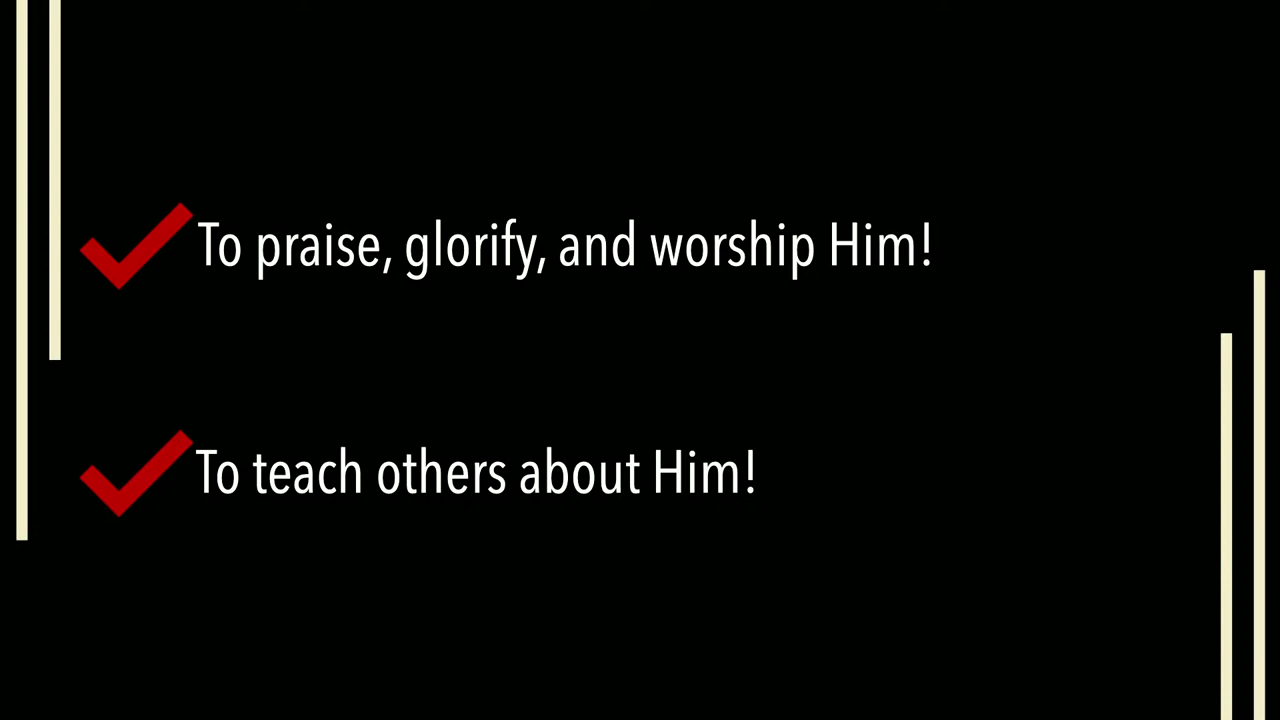 To praise, glorify, and worship Him!
To teach others about Him!